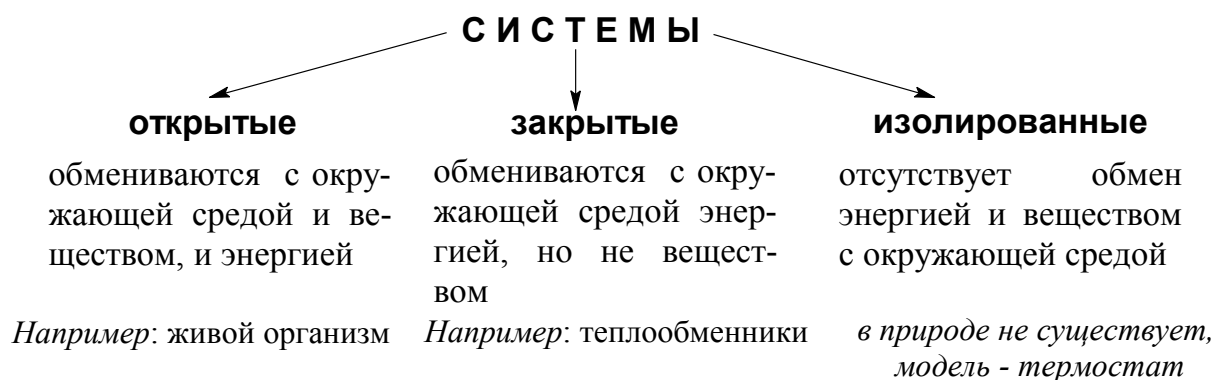 С И С Т Е М Ы
открытые
обмениваются с окру-
жающей средой и ве-
ществом, и энергией
Например: живой организм
закрытые
обмениваются с окру-
жающей средой энер-
гией, но не вещест-
вом
Например: теплообменники
изолированные
отсутствует обмен
энергией и веществом
с окружающей средой
в природе не существует,
модель - термостат